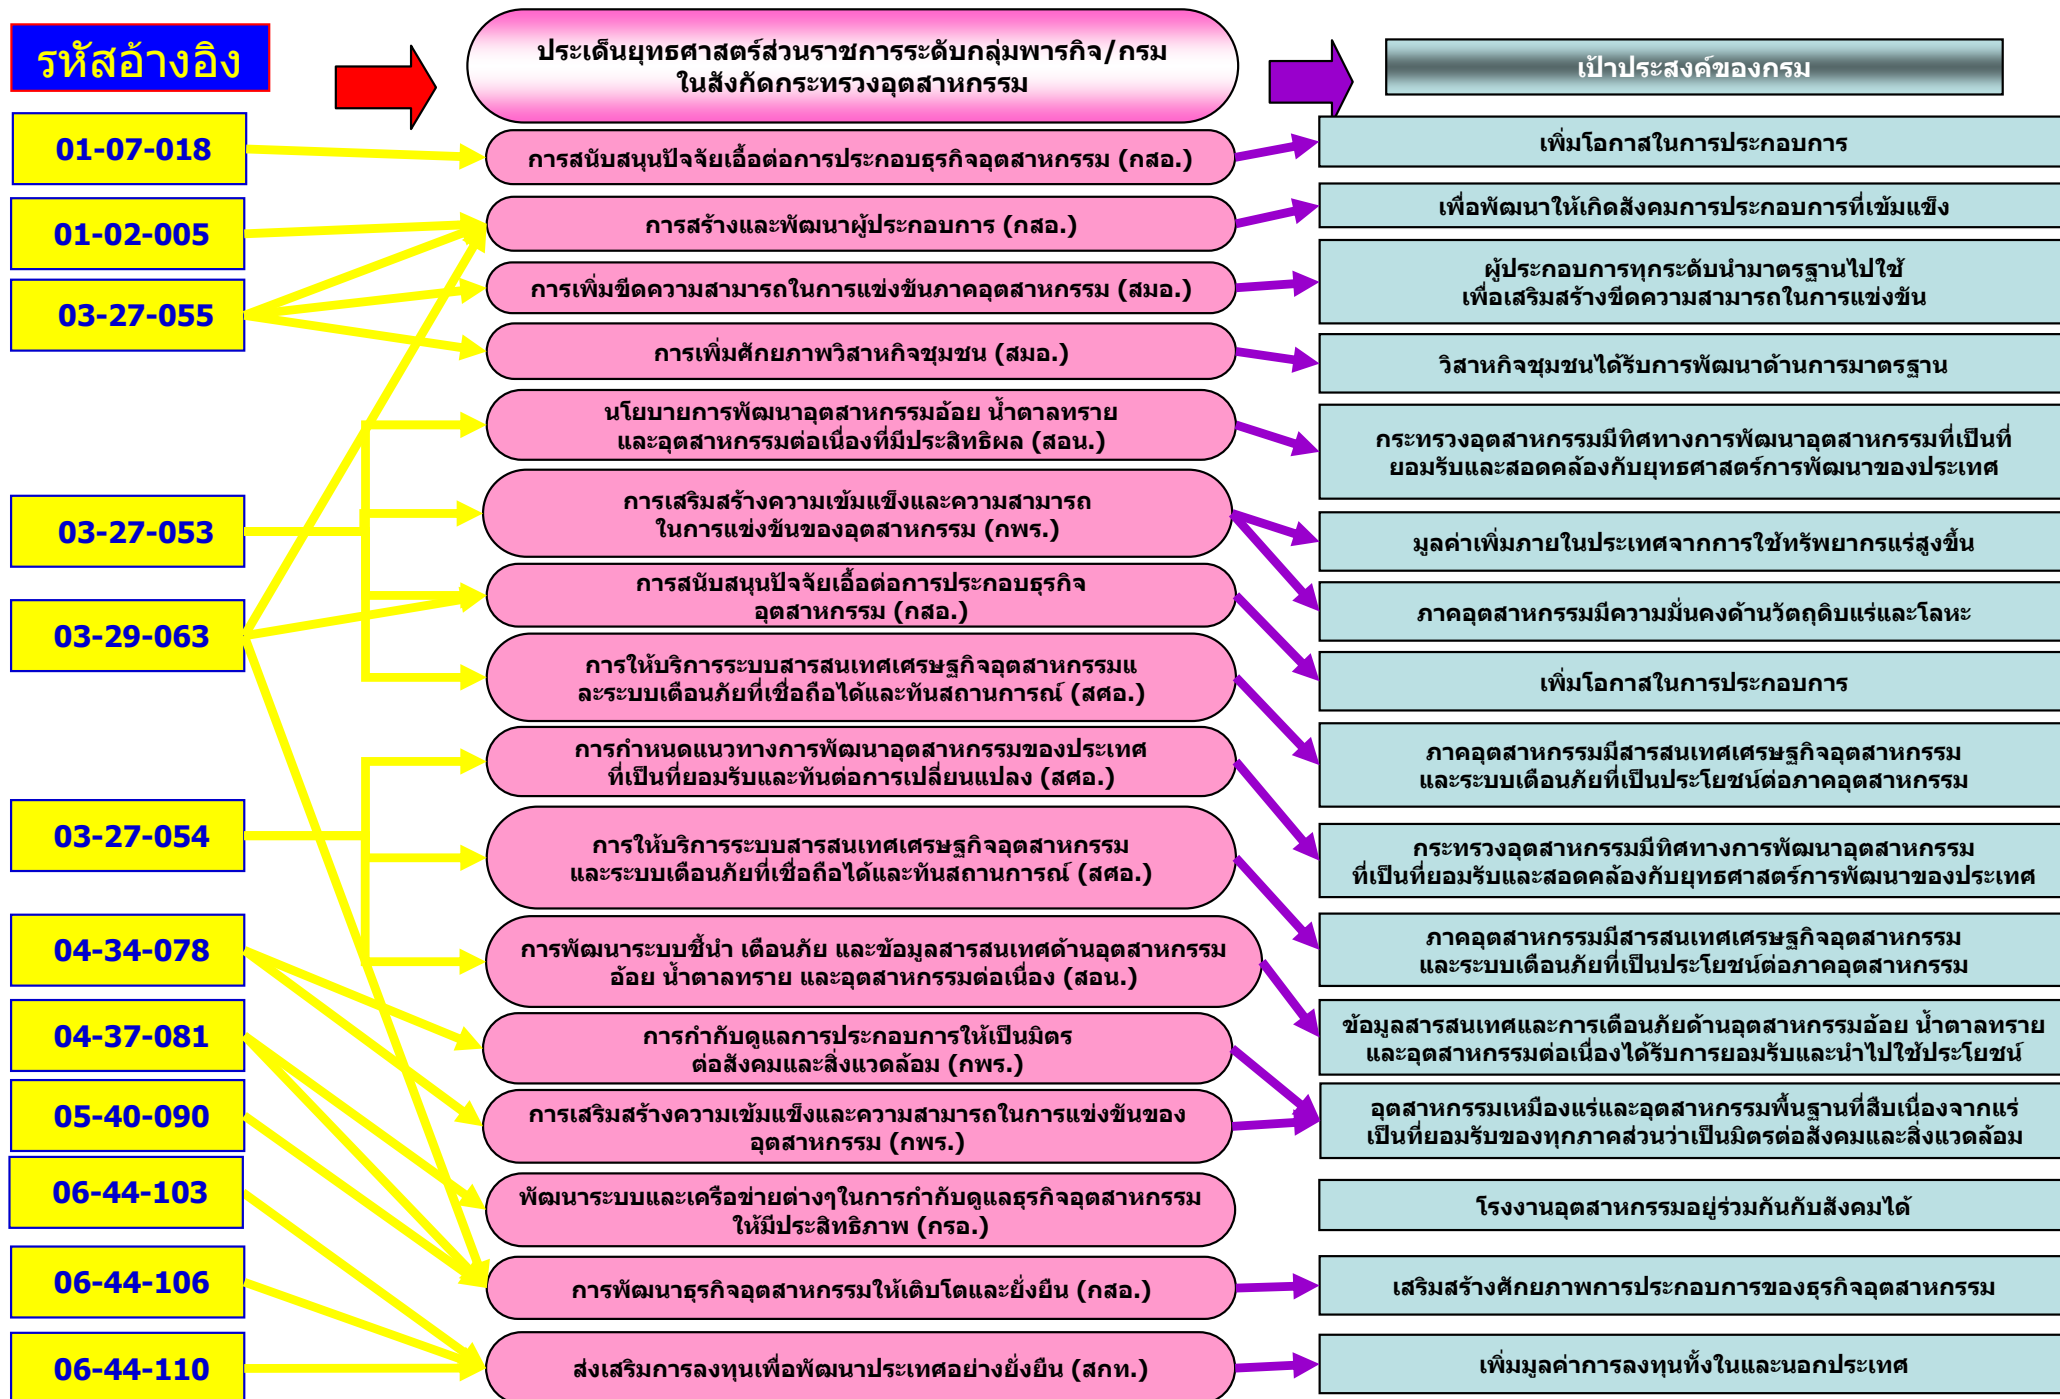 รหัสอ้างอิง
ประเด็นยุทธศาสตร์ส่วนราชการระดับกลุ่มพารกิจ/กรม
ในสังกัดกระทรวงอุตสาหกรรม
เป้าประสงค์ของกรม
01-07-018
01-02-005
03-27-055
03-27-053
03-29-063
03-27-054
04-34-078
04-37-081
05-40-090
06-44-103
06-44-106
06-44-110
การสนับสนุนปัจจัยเอื้อต่อการประกอบธุรกิจอุตสาหกรรม (กสอ.)
การสร้างและพัฒนาผู้ประกอบการ (กสอ.)
การเพิ่มขีดความสามารถในการแข่งขันภาคอุตสาหกรรม (สมอ.)
การเพิ่มศักยภาพวิสาหกิจชุมชน (สมอ.)
นโยบายการพัฒนาอุตสาหกรรมอ้อย น้ำตาลทราย
และอุตสาหกรรมต่อเนื่องที่มีประสิทธิผล (สอน.)
การเสริมสร้างความเข้มแข็งและความสามารถ
ในการแข่งขันของอุตสาหกรรม (กพร.)
การสนับสนุนปัจจัยเอื้อต่อการประกอบธุรกิจ
อุตสาหกรรม (กสอ.)
การให้บริการระบบสารสนเทศเศรษฐกิจอุตสาหกรรมแ
ละระบบเตือนภัยที่เชื่อถือได้และทันสถานการณ์ (สศอ.)
การกำหนดแนวทางการพัฒนาอุตสาหกรรมของประเทศ
ที่เป็นที่ยอมรับและทันต่อการเปลี่ยนแปลง (สศอ.)
การให้บริการระบบสารสนเทศเศรษฐกิจอุตสาหกรรม
และระบบเตือนภัยที่เชื่อถือได้และทันสถานการณ์ (สศอ.)
การพัฒนาระบบชี้นำ เตือนภัย และข้อมูลสารสนเทศด้านอุตสาหกรรม
อ้อย น้ำตาลทราย และอุตสาหกรรมต่อเนื่อง (สอน.)
การกำกับดูแลการประกอบการให้เป็นมิตร
ต่อสังคมและสิ่งแวดล้อม (กพร.)
การเสริมสร้างความเข้มแข็งและความสามารถในการแข่งขันของ
อุตสาหกรรม (กพร.)
พัฒนาระบบและเครือข่ายต่างๆในการกำกับดูแลธุรกิจอุตสาหกรรม
ให้มีประสิทธิภาพ (กรอ.)
การพัฒนาธุรกิจอุตสาหกรรมให้เติบโตและยั่งยืน (กสอ.)
ส่งเสริมการลงทุนเพื่อพัฒนาประเทศอย่างยั่งยืน (สกท.)
เพิ่มโอกาสในการประกอบการ
เพื่อพัฒนาให้เกิดสังคมการประกอบการที่เข้มแข็ง
ผู้ประกอบการทุกระดับนำมาตรฐานไปใช้
เพื่อเสริมสร้างขีดความสามารถในการแข่งขัน
วิสาหกิจชุมชนได้รับการพัฒนาด้านการมาตรฐาน
กระทรวงอุตสาหกรรมมีทิศทางการพัฒนาอุตสาหกรรมที่เป็นที่
ยอมรับและสอดคล้องกับยุทธศาสตร์การพัฒนาของประเทศ
มูลค่าเพิ่มภายในประเทศจากการใช้ทรัพยากรแร่สูงขึ้น
ภาคอุตสาหกรรมมีความมั่นคงด้านวัตถุดิบแร่และโลหะ
เพิ่มโอกาสในการประกอบการ
ภาคอุตสาหกรรมมีสารสนเทศเศรษฐกิจอุตสาหกรรม
และระบบเตือนภัยที่เป็นประโยชน์ต่อภาคอุตสาหกรรม
กระทรวงอุตสาหกรรมมีทิศทางการพัฒนาอุตสาหกรรม
ที่เป็นที่ยอมรับและสอดคล้องกับยุทธศาสตร์การพัฒนาของประเทศ
ภาคอุตสาหกรรมมีสารสนเทศเศรษฐกิจอุตสาหกรรม
และระบบเตือนภัยที่เป็นประโยชน์ต่อภาคอุตสาหกรรม
ข้อมูลสารสนเทศและการเตือนภัยด้านอุตสาหกรรมอ้อย น้ำตาลทราย
และอุตสาหกรรมต่อเนื่องได้รับการยอมรับและนำไปใช้ประโยชน์
อุตสาหกรรมเหมืองแร่และอุตสาหกรรมพื้นฐานที่สืบเนื่องจากแร่
เป็นที่ยอมรับของทุกภาคส่วนว่าเป็นมิตรต่อสังคมและสิ่งแวดล้อม
โรงงานอุตสาหกรรมอยู่ร่วมกันกับสังคมได้
เสริมสร้างศักยภาพการประกอบการของธุรกิจอุตสาหกรรม
เพิ่มมูลค่าการลงทุนทั้งในและนอกประเทศ